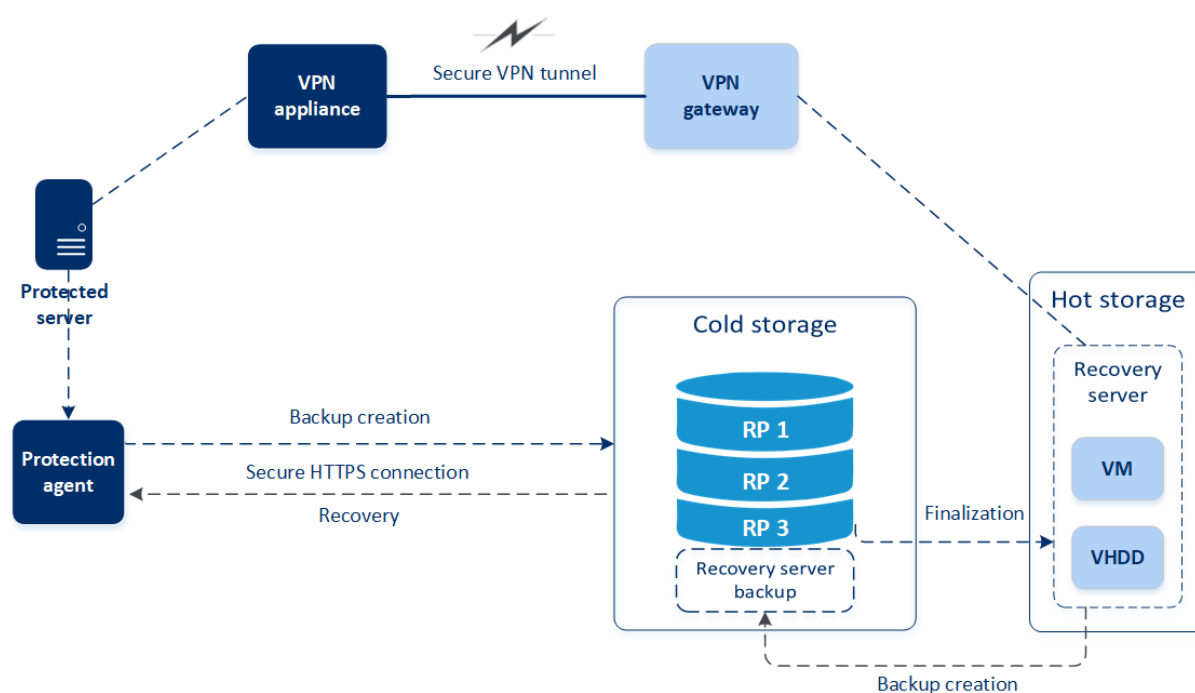 Secure VPN tunnel
VPN
appliance
VPN
gateway
Protected
server
Hot storage
Cold storage
Recovery
server
Backup creation
RP 1
VM
Protection
agent
Secure HTTPS connection
RP 2
Recovery
RP 3
Finalization
VHDD
Recovery server
backup
Backup creation